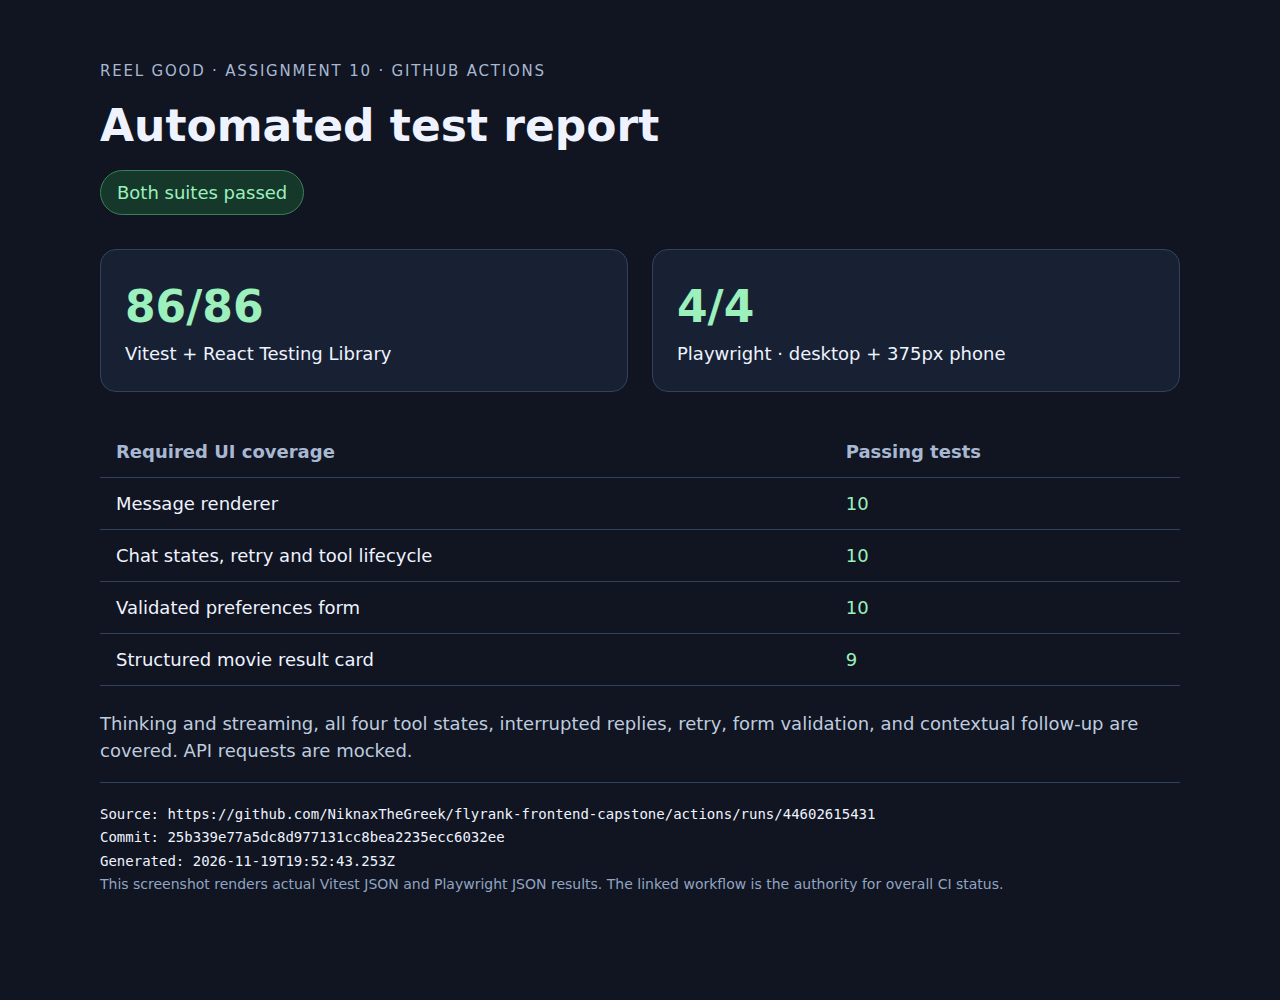 REEL GOOD · ASSIGNMENT 10 · GITHUB ACTIONS
Automated test report
Both suites passed
86/86
Vitest + React Testing Library
4/4
Playwright · desktop + 375px phone
Required UI coverage Passing tests
Message renderer 10
Chat states, retry and tool lifecycle 10
Validated preferences form 10
Structured movie result card 9
Thinking and streaming, all four tool states, interrupted replies, retry, form validation, and contextual follow-up are
covered. API requests are mocked.
Source: https://github.com/NiknaxTheGreek/flyrank-frontend-capstone/actions/runs/44602615431
Commit: 25b339e77a5dc8d977131cc8bea2235ecc6032ee
Generated: 2026-11-19T19:52:43.253Z
This screenshot renders actual Vitest JSON and Playwright JSON results. The linked workflow is the authority for overall CI status.